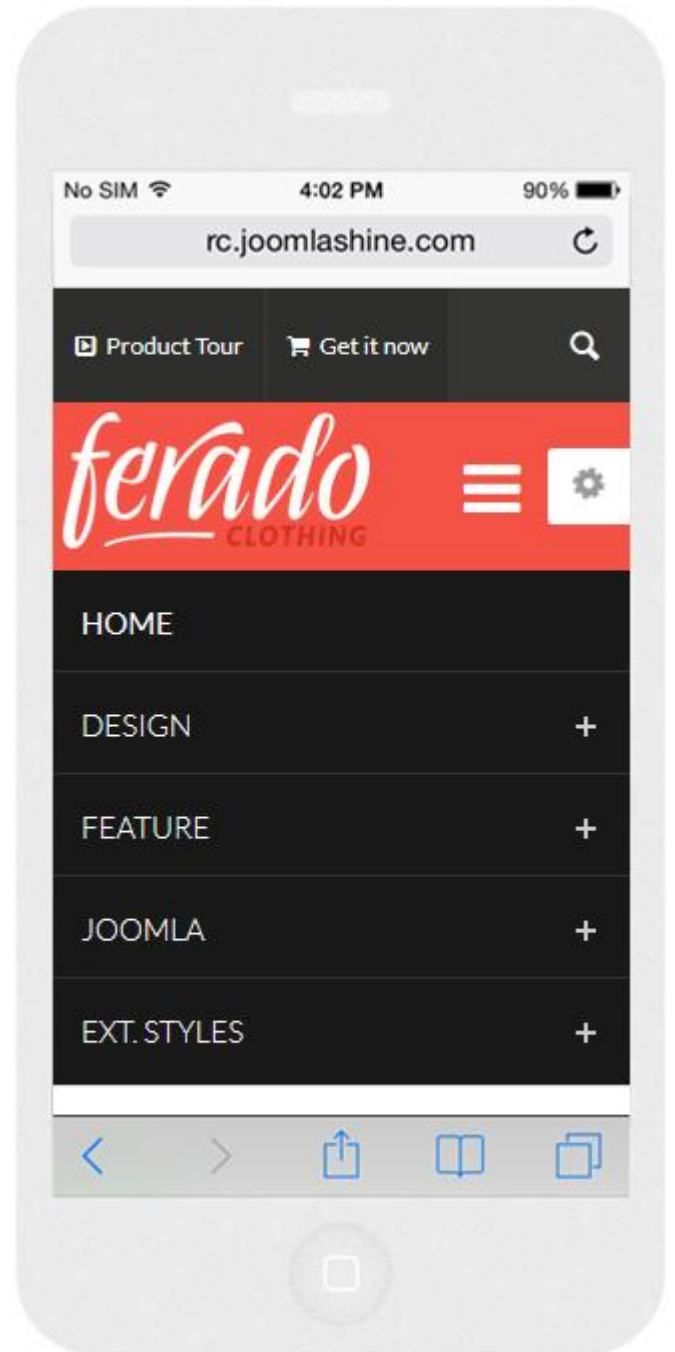 No SIM 4:02 PM 90%
rc.joomlashine.com
Product Tour Get it now
ferado
CLOTHING
HOME
DESIGN +
FEATURE +
JOOMLA +
EXT. STYLES +